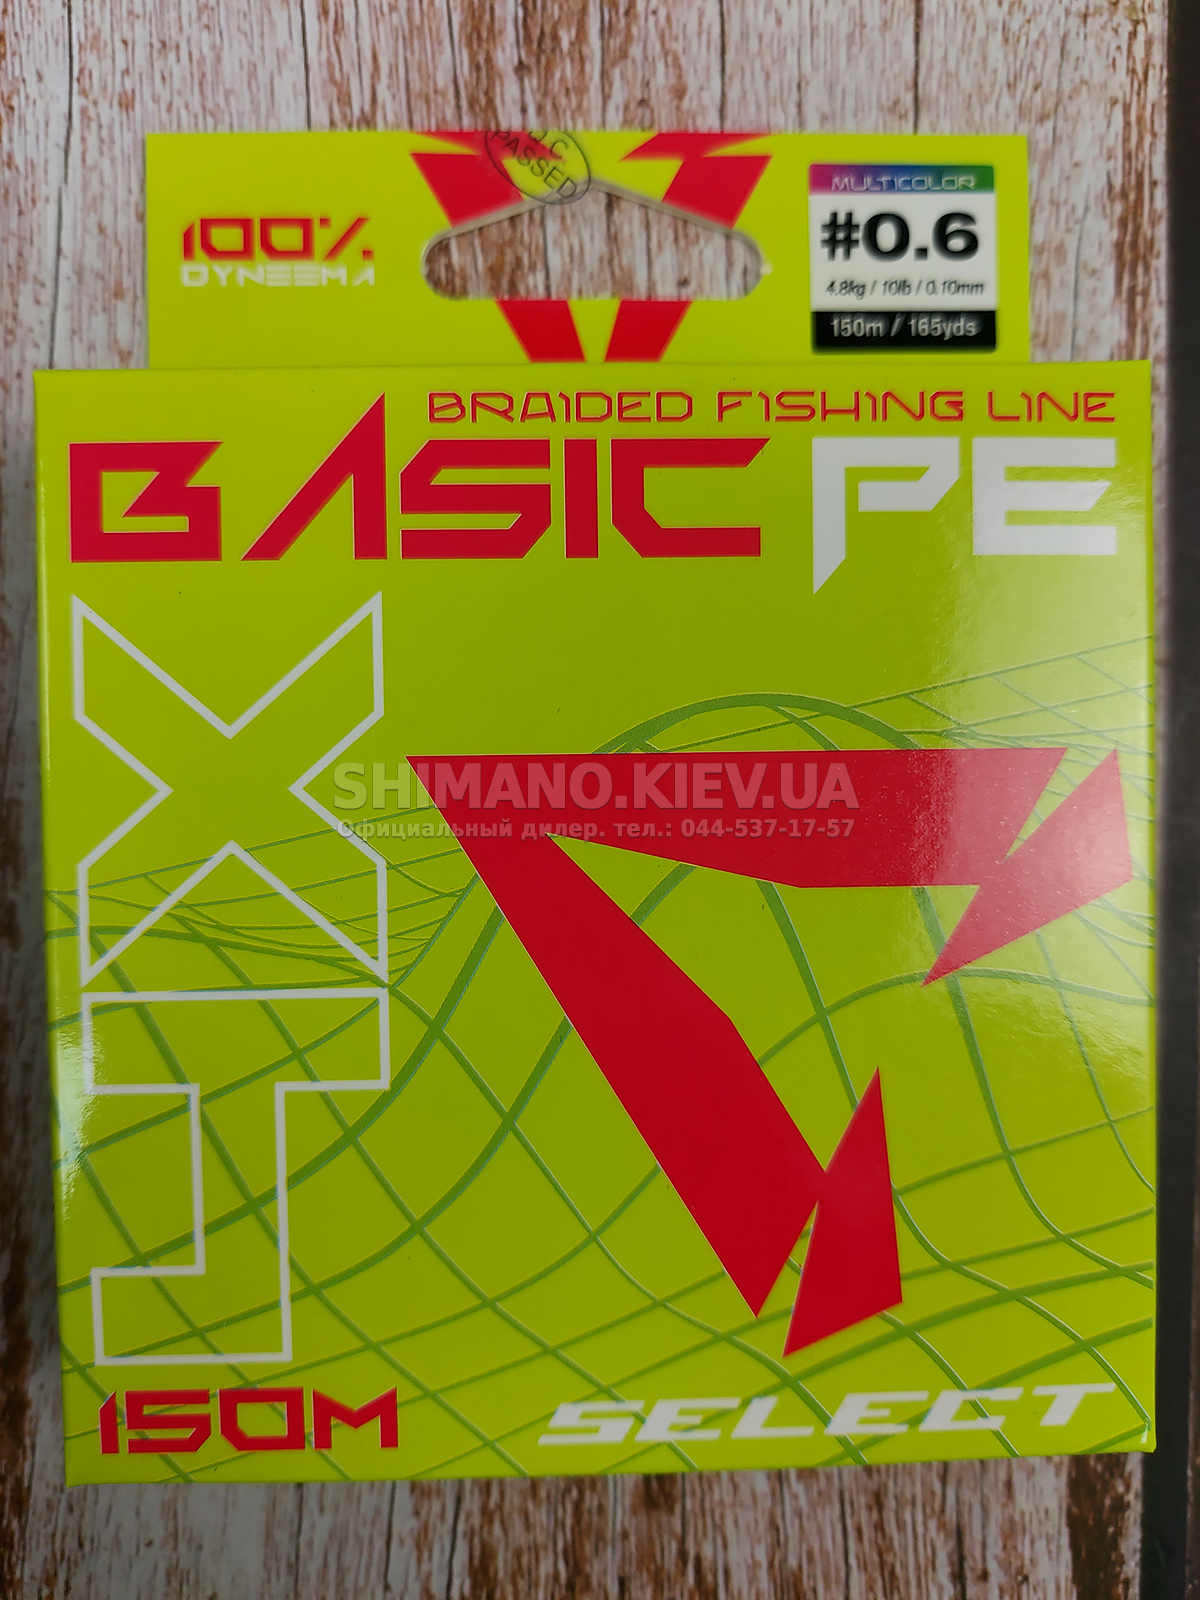 Q.C
PASSED
100%
DYNEEMA
MULTICOLOR
#0.6
4.8kg / 10lb / 0.10mm
150m / 165yds
BRAIDED FISHING LINE
BASIC PE
SHIMANO.KIEV.UA
Официальный дилер. тел.: 044-537-17-57
150M
SELECT